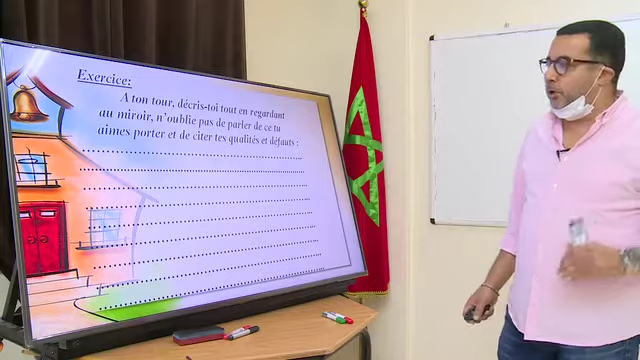 Exercice:
A ton tour, décris-toi tout en regardant
au miroir, n'oublie pas de parler de ce tu
aimes porter et de citer tes qualités et défauts :